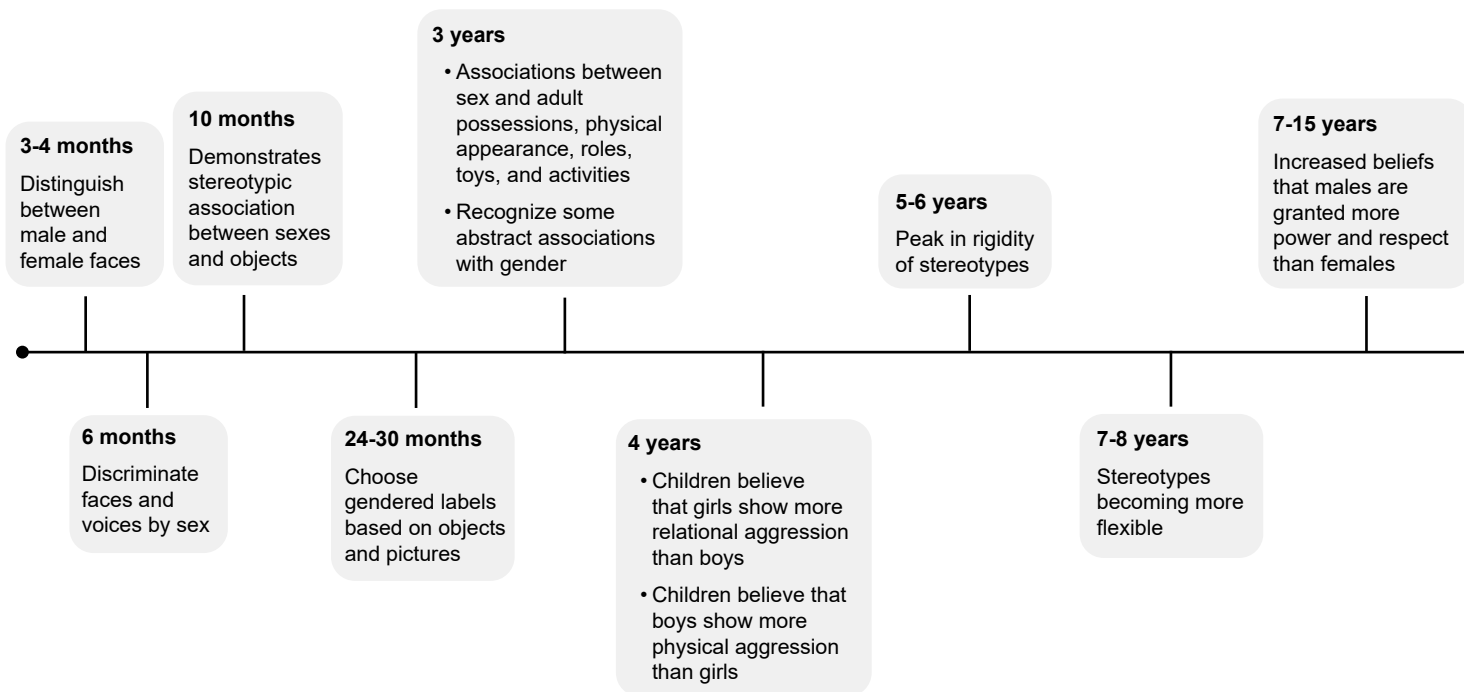 3-4 months
Distinguish
between
male and
female faces
6 months
Discriminate
faces and
voices by sex
10 months
Demonstrates
stereotypic
association
between sexes
and objects
24-30 months
Choose
gendered labels
based on objects
and pictures
3 years
• Associations between
sex and adult
possessions, physical
appearance, roles,
toys, and activities
• Recognize some
abstract associations
with gender
4 years
• Children believe
that girls show more
relational aggression
than boys
• Children believe that
boys show more
physical aggression
than girls
5-6 years
Peak in rigidity
of stereotypes
7-8 years
Stereotypes
becoming more
flexible
7-15 years
Increased beliefs
that males are
granted more
power and respect
than females